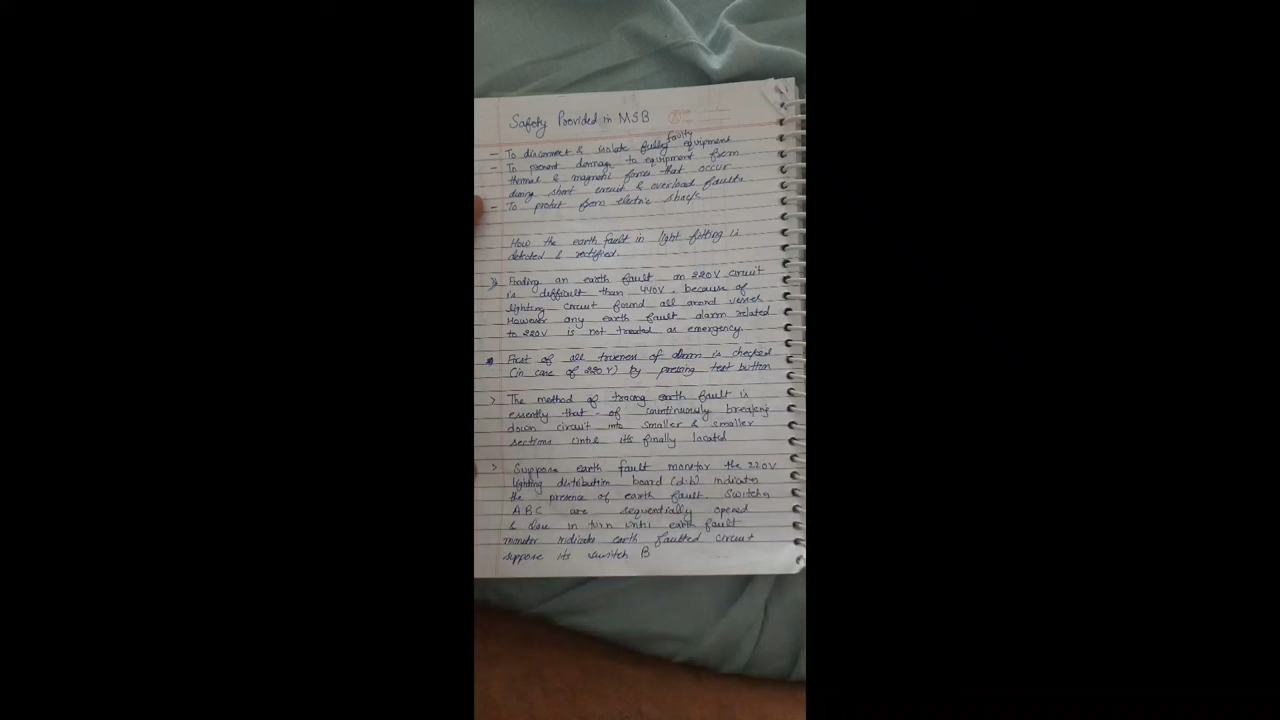 Safety Provided in MSB
faulty
- To disconnect & isolate equipment
- To prevent damage to equipment from
thermal & magnetic forces that occur
during short circuit & overload faults
- To protect from electric shock
How the earth fault in light fitting is
detected & rectified.
Finding an earth fault on 220V circuit
is difficult than 440V. because of
lighting circuit found all around vessel
However any earth fault alarm related
to 220V is not treated as emergency.
First of all trueness of alarm is checked
(in case of 220V) by pressing test button
> The method of tracing earth fault is
that - of countinuously breaking
down circuit into smaller & smaller
sections until its finally located
> Suppose earth fault monitor the 220V
lighting distribution board (d.b) indicates
the presence of earth fault. Switches
ABC are sequentially opened
& close in turn until earth fault
monitor indicate earth faulted circuit
suppose its switch B